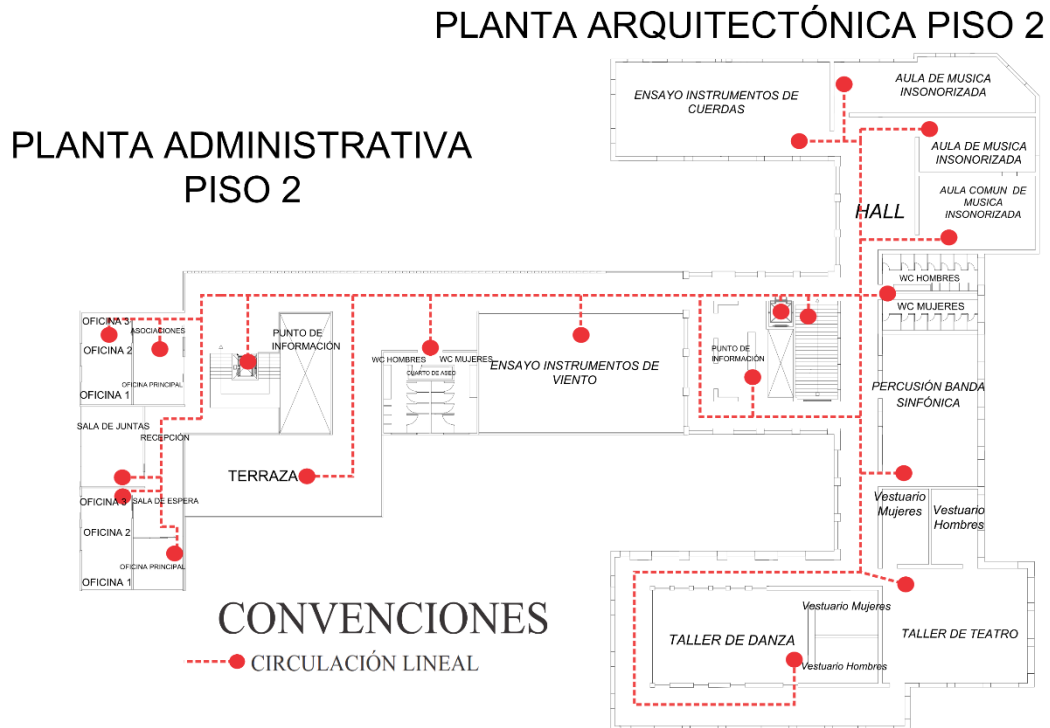 PLANTA ARQUITECTÓNICA PISO 2
PLANTA ADMINISTRATIVA
PISO 2
ENSAYO INSTRUMENTOS DE
CUERDAS
AULA DE MUSICA
INSONORIZADA
AULA DE MUSICA
INSONORIZADA
AULA COMUN DE
MUSICA
INSONORIZADA
HALL
WC HOMBRES
WC MUJERES
OFICINA 3
ASOCIACIONES
OFICINA 2
OFICINA PRINCIPAL
OFICINA 1
PUNTO DE
INFORMACIÓN
WC HOMBRES
WC MUJERES
CUARTO DE ASEO
ENSAYO INSTRUMENTOS DE
VIENTO
PUNTO DE
INFORMACIÓN
PERCUSIÓN BANDA
SINFÓNICA
SALA DE JUNTAS
RECEPCIÓN
TERRAZA
OFICINA 3
SALA DE ESPERA
OFICINA 2
OFICINA PRINCIPAL
OFICINA 1
Vestuario
Mujeres
Vestuario
Hombres
Vestuario Mujeres
TALLER DE DANZA
Vestuario Hombres
TALLER DE TEATRO
CONVENCIONES
CIRCULACIÓN LINEAL